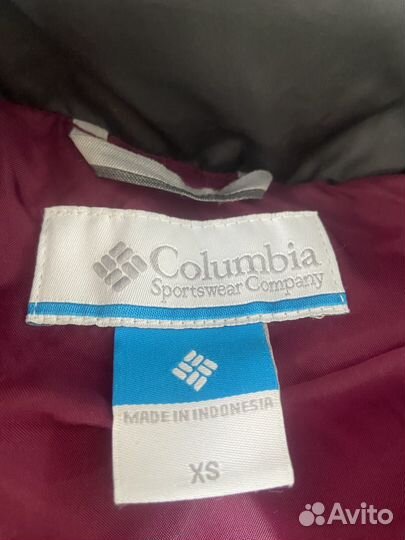 Columbia
Sportswear Company
MADE IN INDONESIA
XS
Avito